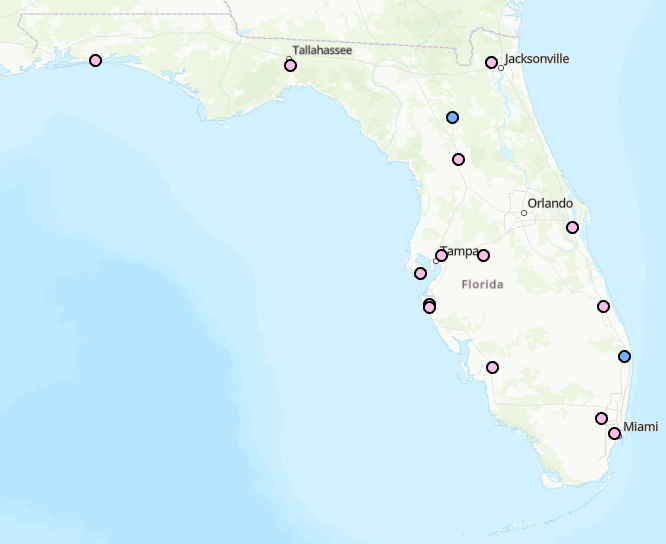 Tallahassee
Jacksonville
Orlando
Tampa
Florida
Miami